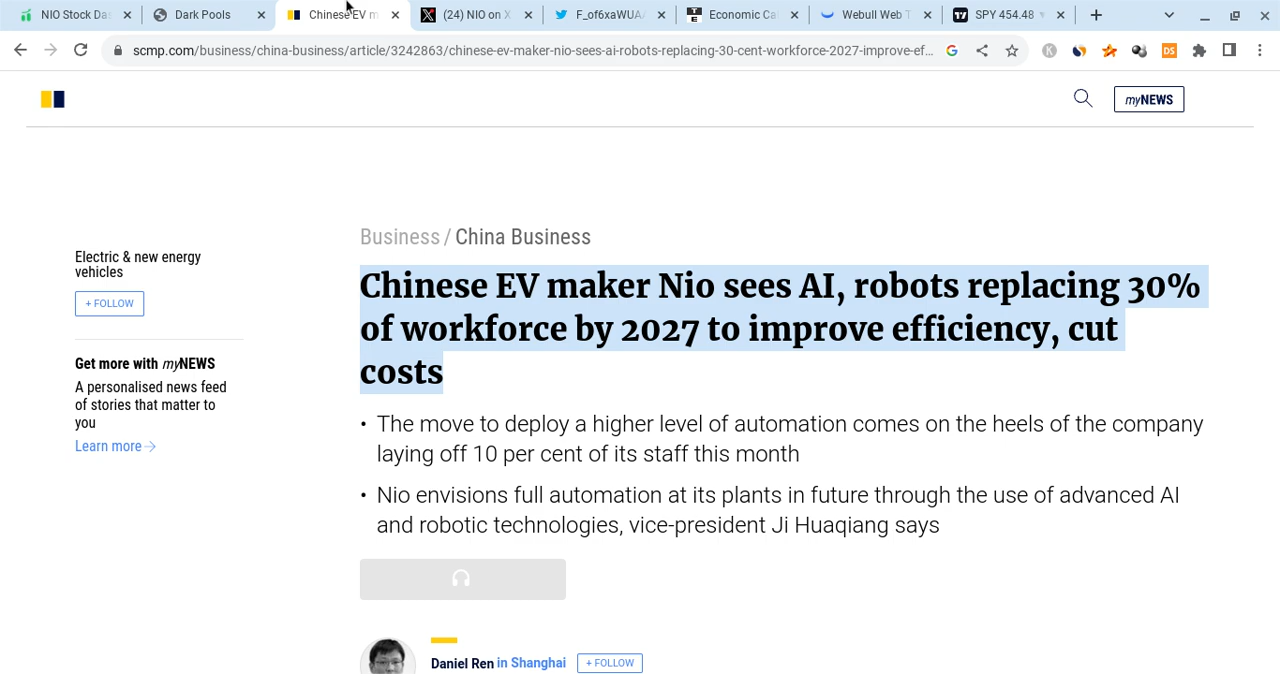 NIO Stock Da
Dark Pools
Chinese EV m
(24) NIO on X
F_of6xaWUAA
Economic Ca
Webull Web T
SPY 454.48
scmp.com/business/china-business/article/3242863/chinese-ev-maker-nio-sees-ai-robots-replacing-30-cent-workforce-2027-improve-ef…
DS
myNEWS
Business / China Business
Electric & new energy
vehicles
+ FOLLOW
Get more with myNEWS
A personalised news feed
of stories that matter to
you
Learn more
Chinese EV maker Nio sees AI, robots replacing 30%
of workforce by 2027 to improve efficiency, cut
costs
• The move to deploy a higher level of automation comes on the heels of the company
laying off 10 per cent of its staff this month
• Nio envisions full automation at its plants in future through the use of advanced AI
and robotic technologies, vice-president Ji Huaqiang says
Daniel Ren in Shanghai
+ FOLLOW